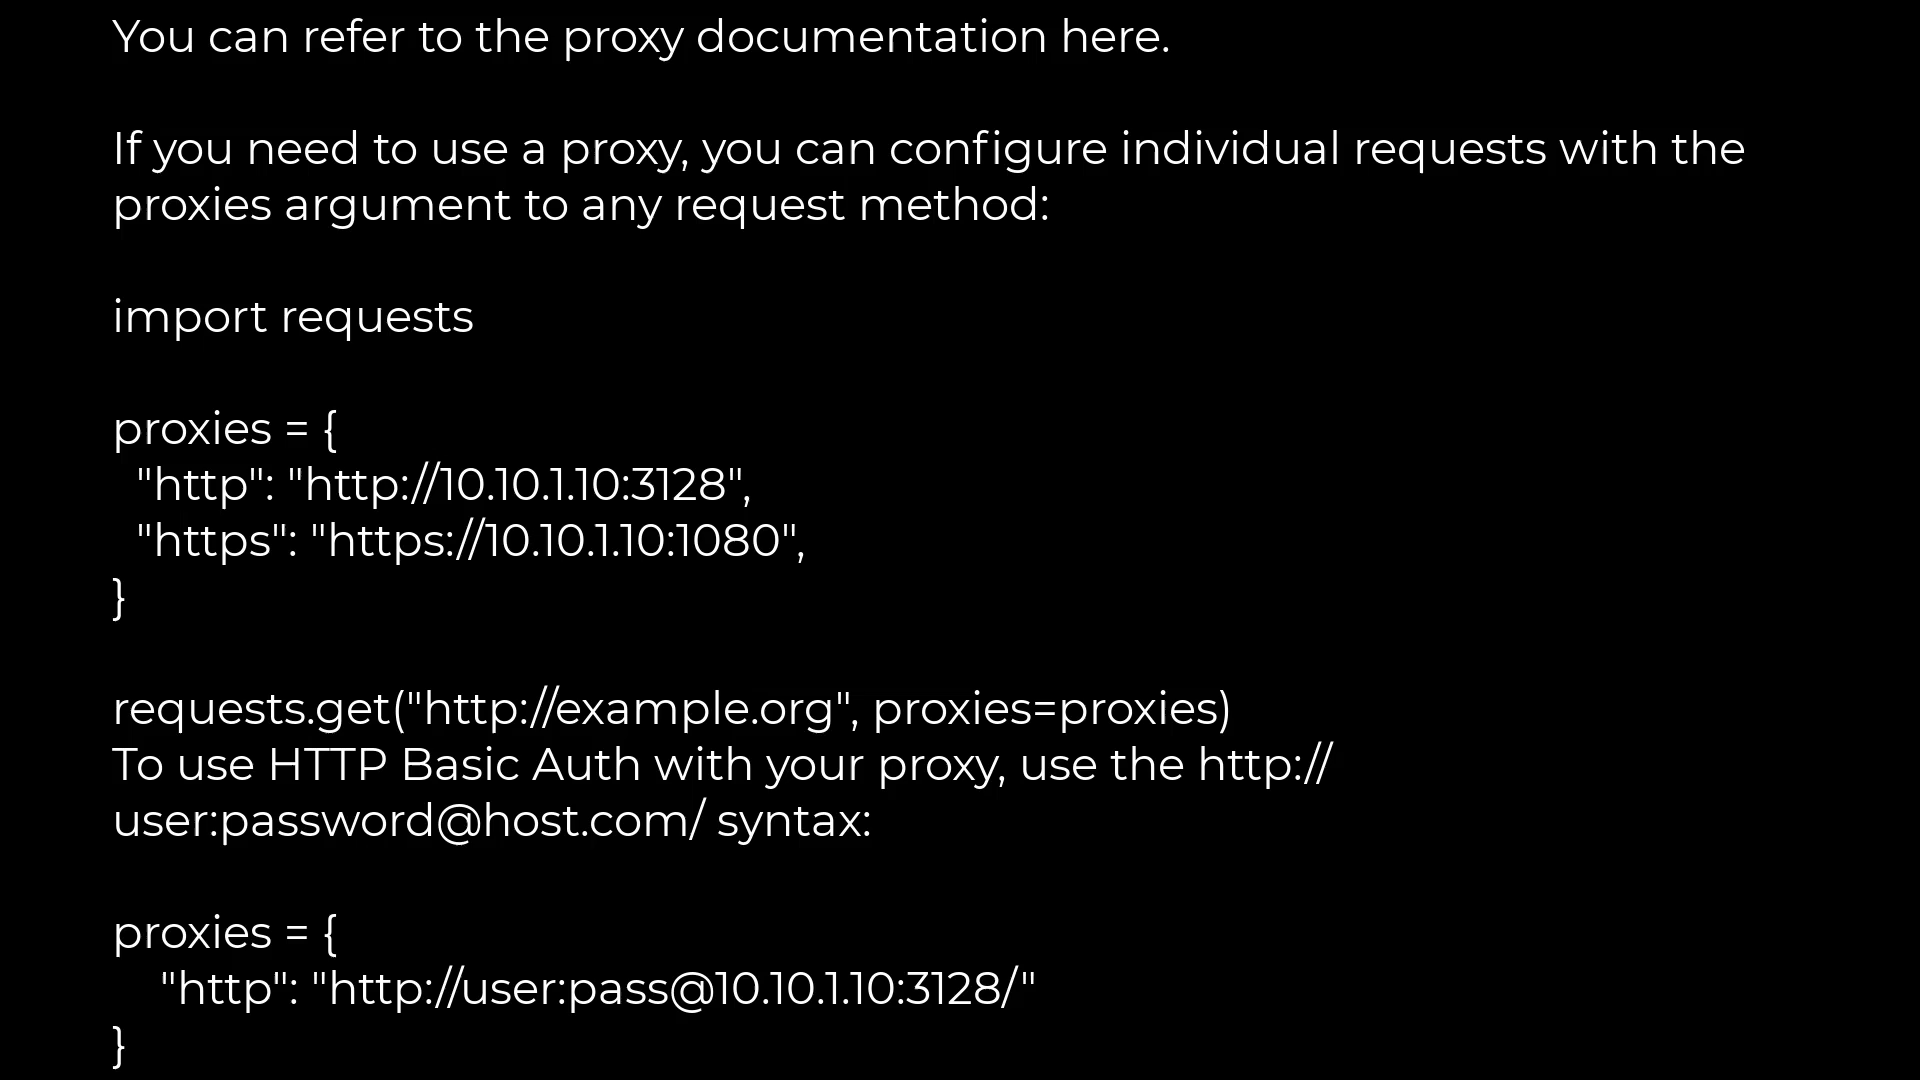 You can refer to the proxy documentation here.
If you need to use a proxy, you can configure individual requests with the
proxies argument to any request method:
import requests
proxies = {
"http": "http://10.10.1.10:3128",
"https": "https://10.10.1.10:1080",
}
requests.get("http://example.org", proxies=proxies)
To use HTTP Basic Auth with your proxy, use the http://
user:password@host.com/ syntax:
proxies = {
"http": "http://user:pass@10.10.1.10:3128/"
}